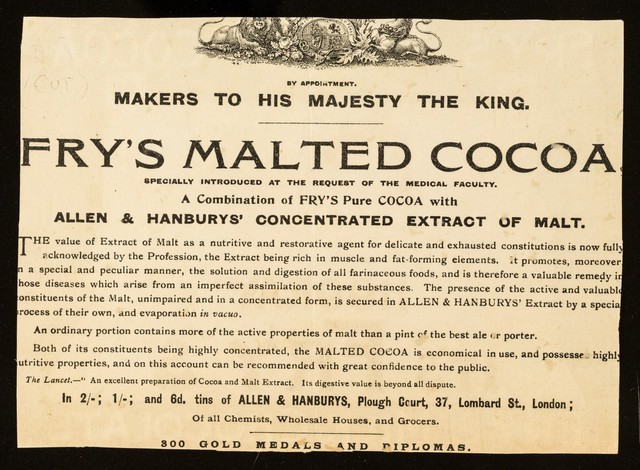 (CUT)
BY APPOINTMENT.
MAKERS TO HIS MAJESTY THE KING.
FRY'S MALTED COCOA.
SPECIALLY INTRODUCED AT THE REQUEST OF THE MEDICAL FACULTY.
A Combination of FRY'S Pure COCOA with
ALLEN & HANBURYS' CONCENTRATED EXTRACT OF MALT.
THE value of Extract of Malt as a nutritive and restorative agent for delicate and exhausted constitutions is now fully
acknowledged by the Profession, the Extract being rich in muscle and fat-forming elements. It promotes, moreover
in a special and peculiar manner, the solution and digestion of all farinaceous foods, and is therefore a valuable remedy in
hose diseases which arise from an imperfect assimilation of these substances. The presence of the active and valuable
onstituents of the Malt, unimpaired and in a concentrated form, is secured in ALLEN & HANBURYS' Extract by a specia
rocess of their own, and evaporation in vacuo.
An ordinary portion contains more of the active properties of malt than a pint of the best ale or porter.
Both of its constituents being highly concentrated, the MALTED COCOA is economical in use, and possesse highly
utritive properties, and on this account can be recommended with great confidence to the public.
The Lancet.—" An excellent preparation of Cocoa and Malt Extract. Its digestive value is beyond all dispute.
In 2/-; 1/-; and 6d. tins of ALLEN & HANBURYS, Plough Court, 37, Lombard St., London;
Of all Chemists, Wholesale Houses, and Grocers.
300 GOLD MEDALS AND DIPLOMAS.